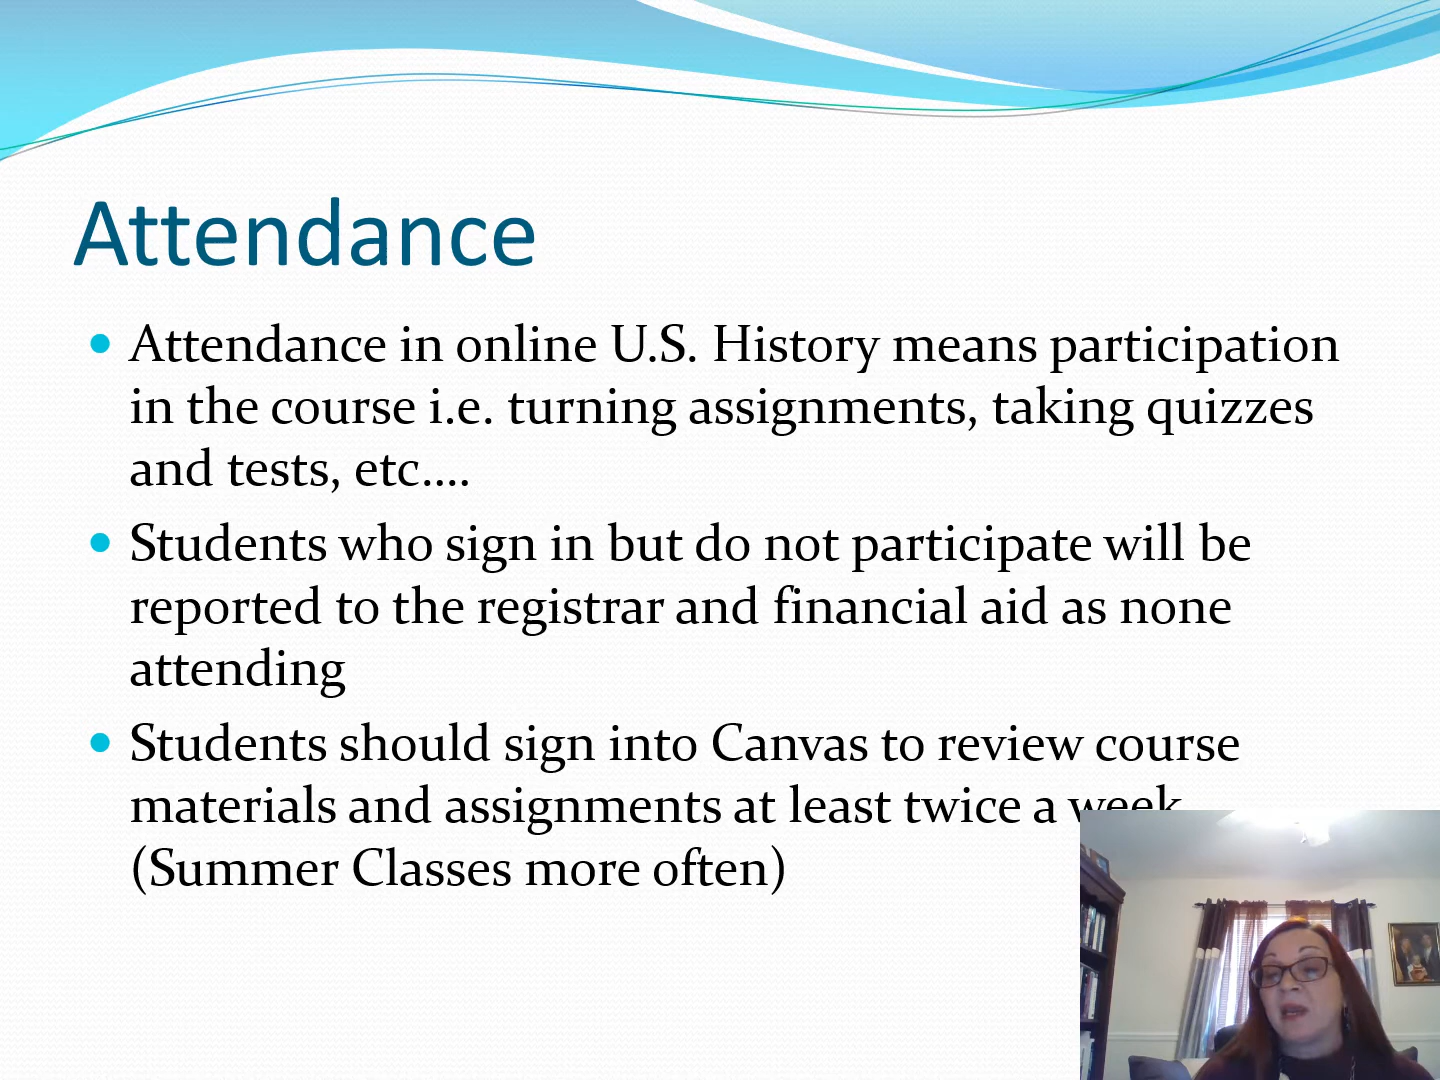 Attendance
Attendance in online U.S. History means participation
in the course i.e. turning assignments, taking quizzes
and tests, etc....
Students who sign in but do not participate will be
reported to the registrar and financial aid as none
attending
Students should sign into Canvas to review course
materials and assignments at least twice a week
(Summer Classes more often)